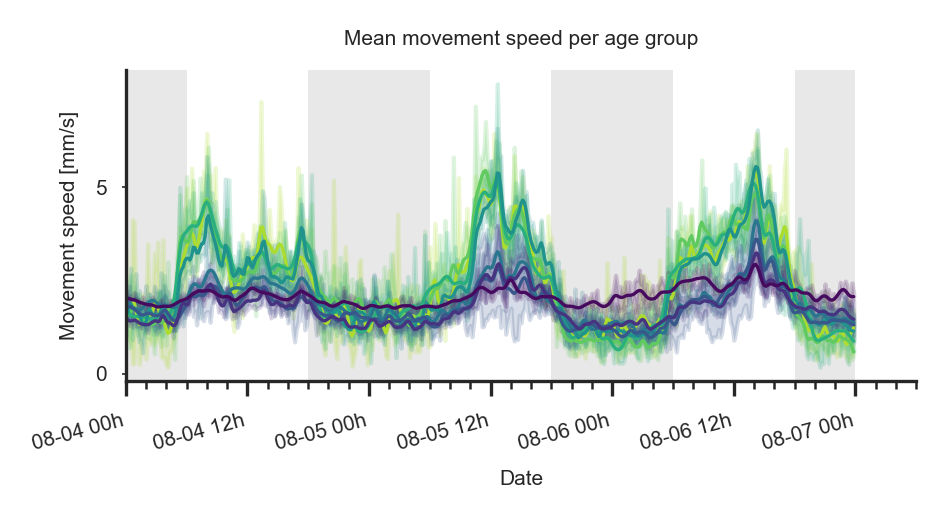 Mean movement speed per age group
Movement speed [mm/s]
5
0
08-04 00h
08-04 12h
08-05 00h
08-05 12h
08-06 00h
08-06 12h
08-07 00h
Date